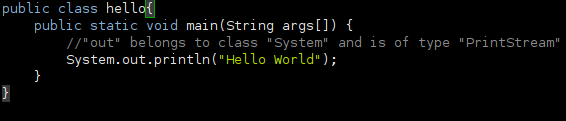 public class hello{
    public static void main(String args[]) {
        //"out" belongs to class "System" and is of type "PrintStream"
        System.out.println("Hello World");
    }
}